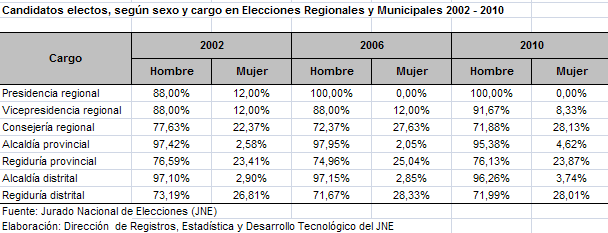 Candidatos electos, según sexo y cargo en Elecciones Regionales y Municipales 2002 - 2010
Cargo 2002 2006 2010
Hombre Mujer Hombre Mujer Hombre Mujer
Presidencia regional 88,00% 12,00% 100,00% 0,00% 100,00% 0,00%
Vicepresidencia regional 88,00% 12,00% 88,00% 12,00% 91,67% 8,33%
Consejería regional 77,63% 22,37% 72,37% 27,63% 71,88% 28,13%
Alcaldía provincial 97,42% 2,58% 97,95% 2,05% 95,38% 4,62%
Regiduría provincial 76,59% 23,41% 74,96% 25,04% 76,13% 23,87%
Alcaldía distrital 97,10% 2,90% 97,15% 2,85% 96,26% 3,74%
Regiduría distrital 73,19% 26,81% 71,67% 28,33% 71,99% 28,01%
Fuente: Jurado Nacional de Elecciones (JNE)
Elaboración: Dirección de Registros, Estadística y Desarrollo Tecnológico del JNE